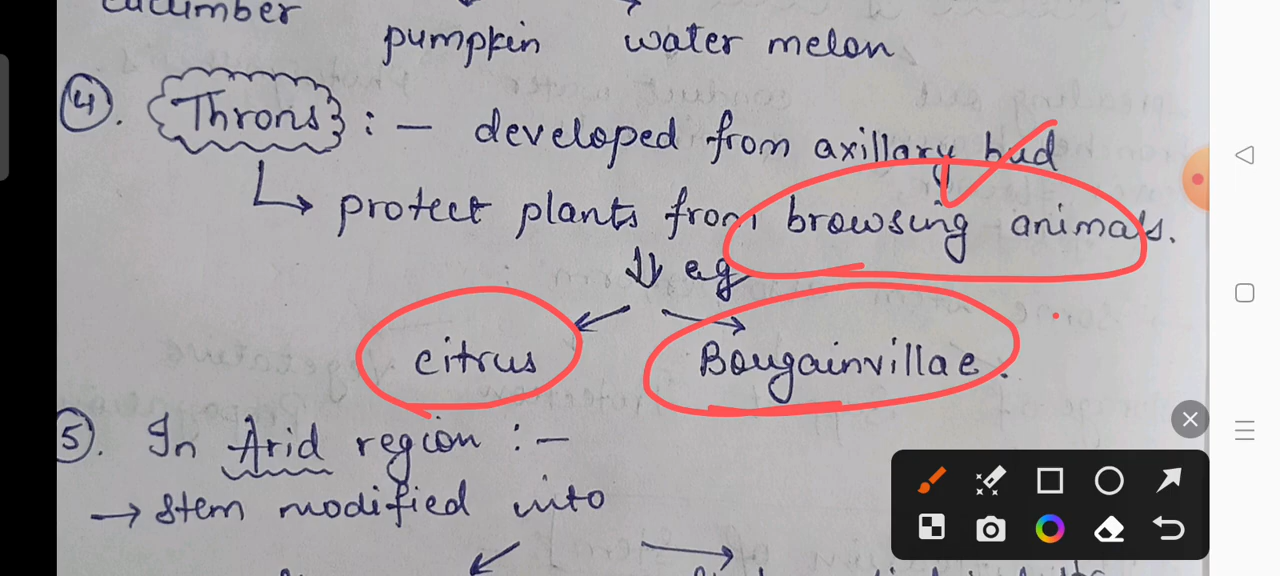 cucumber
pumpkin water melon
4. Throns :- developed from axillary bud
protect plants from browsing animals.
eg
citrus Bougainvillae.
5). In Arid region :-
→ Stem modified into